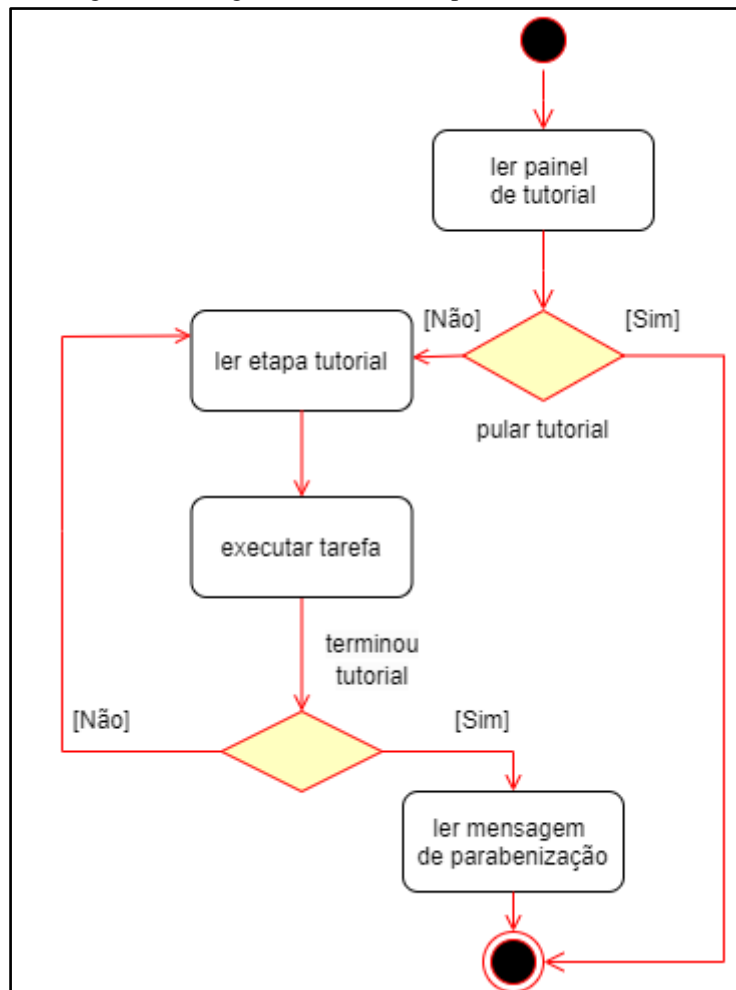 ler painel
de tutorial
[Não]
[Sim]
ler etapa tutorial
pular tutorial
executar tarefa
terminou
tutorial
[Não]
[Sim]
ler mensagem
de parabenização